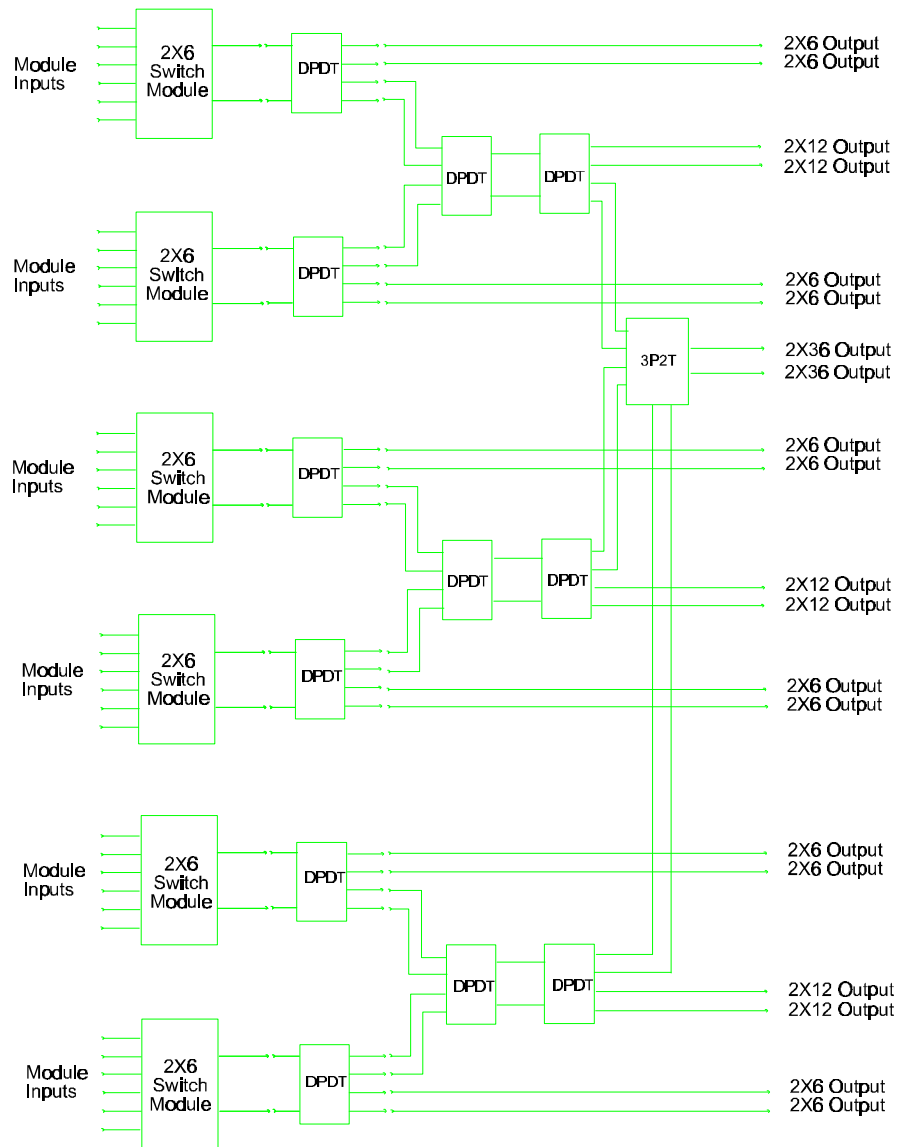 Module
Inputs
2X6
Switch
Module
DPDT
2X6 Output
2X6 Output
DPDT
DPDT
2X12 Output
2X12 Output
Module
Inputs
2X6
Switch
Module
DPDT
2X6 Output
2X6 Output
3P2T
2X36 Output
2X36 Output
Module
Inputs
2X6
Switch
Module
DPDT
2X6 Output
2X6 Output
DPDT
DPDT
2X12 Output
2X12 Output
Module
Inputs
2X6
Switch
Module
DPDT
2X6 Output
2X6 Output
Module
Inputs
2X6
Switch
Module
DPDT
2X6 Output
2X6 Output
DPDT
DPDT
2X12 Output
2X12 Output
Module
Inputs
2X6
Switch
Module
DPDT
2X6 Output
2X6 Output